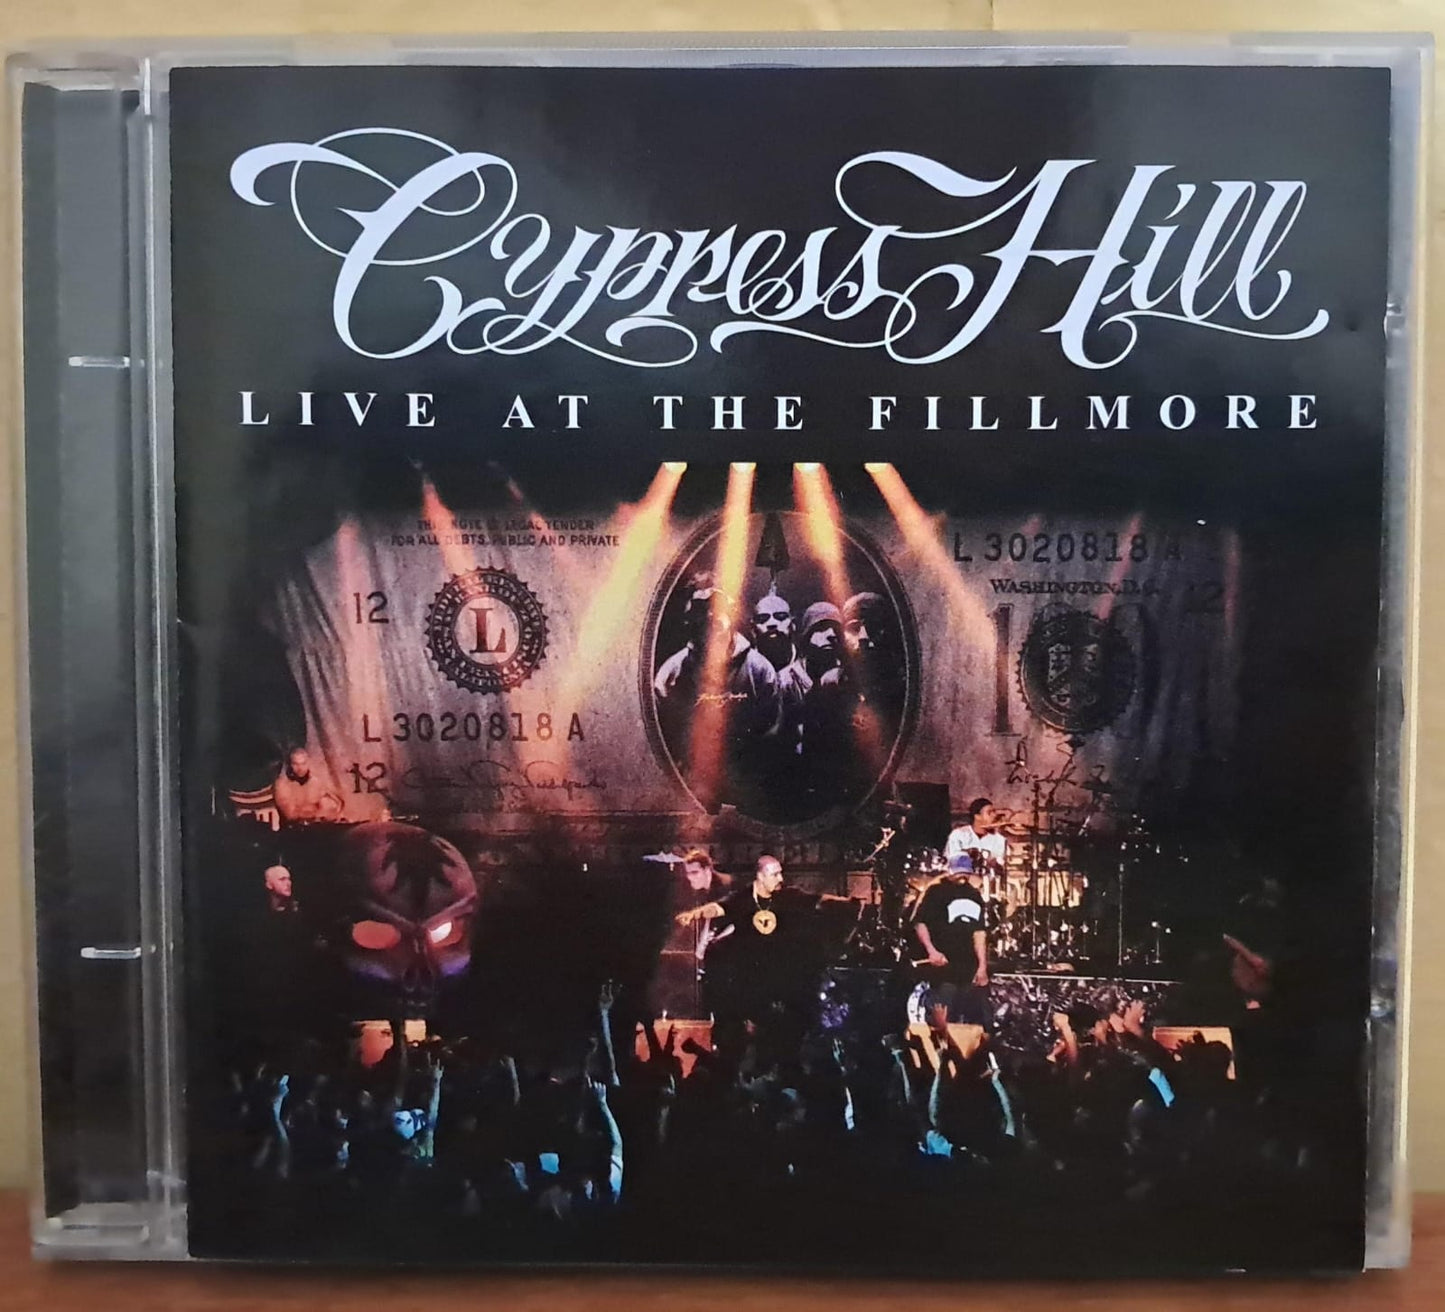 Cypress Hill
LIVE AT THE FILLMORE
THIS NOTE IS LEGAL TENDER
FOR ALL DEBTS, PUBLIC AND PRIVATE
L 3020818 A
WASHINGTON, D.C.
12
12
L
100
L 3020818 A
12